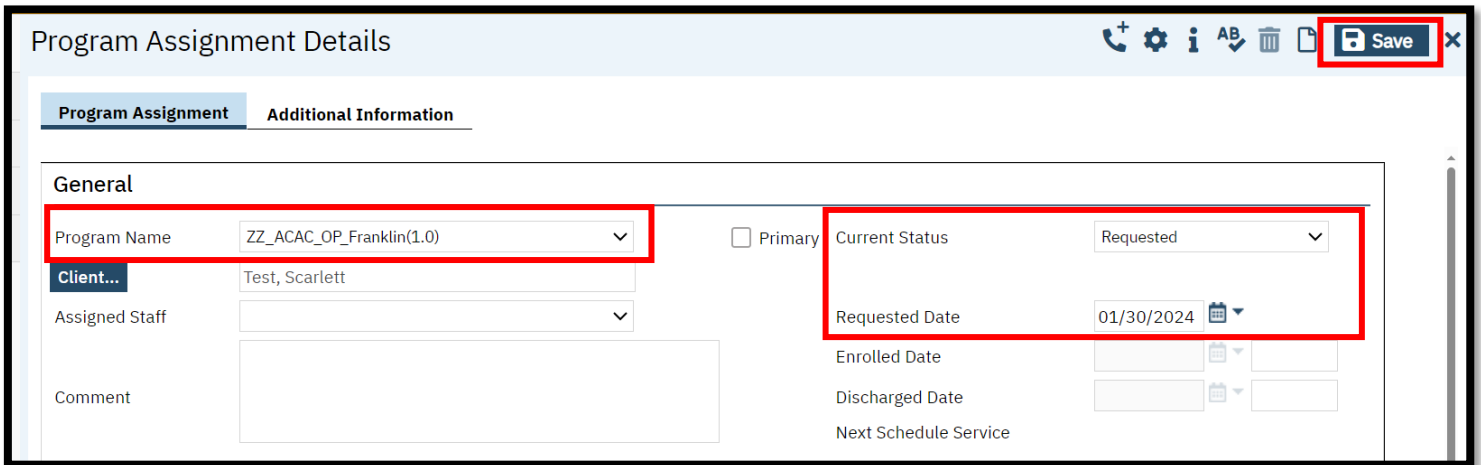 Program Assignment Details
AB
Save
Program Assignment
Additional Information
General
Program Name
ZZ_ACAC_OP_Franklin(1.0)
Primary
Current Status
Requested
Client...
Test, Scarlett
Assigned Staff
Requested Date
01/30/2024
Enrolled Date
Comment
Discharged Date
Next Schedule Service